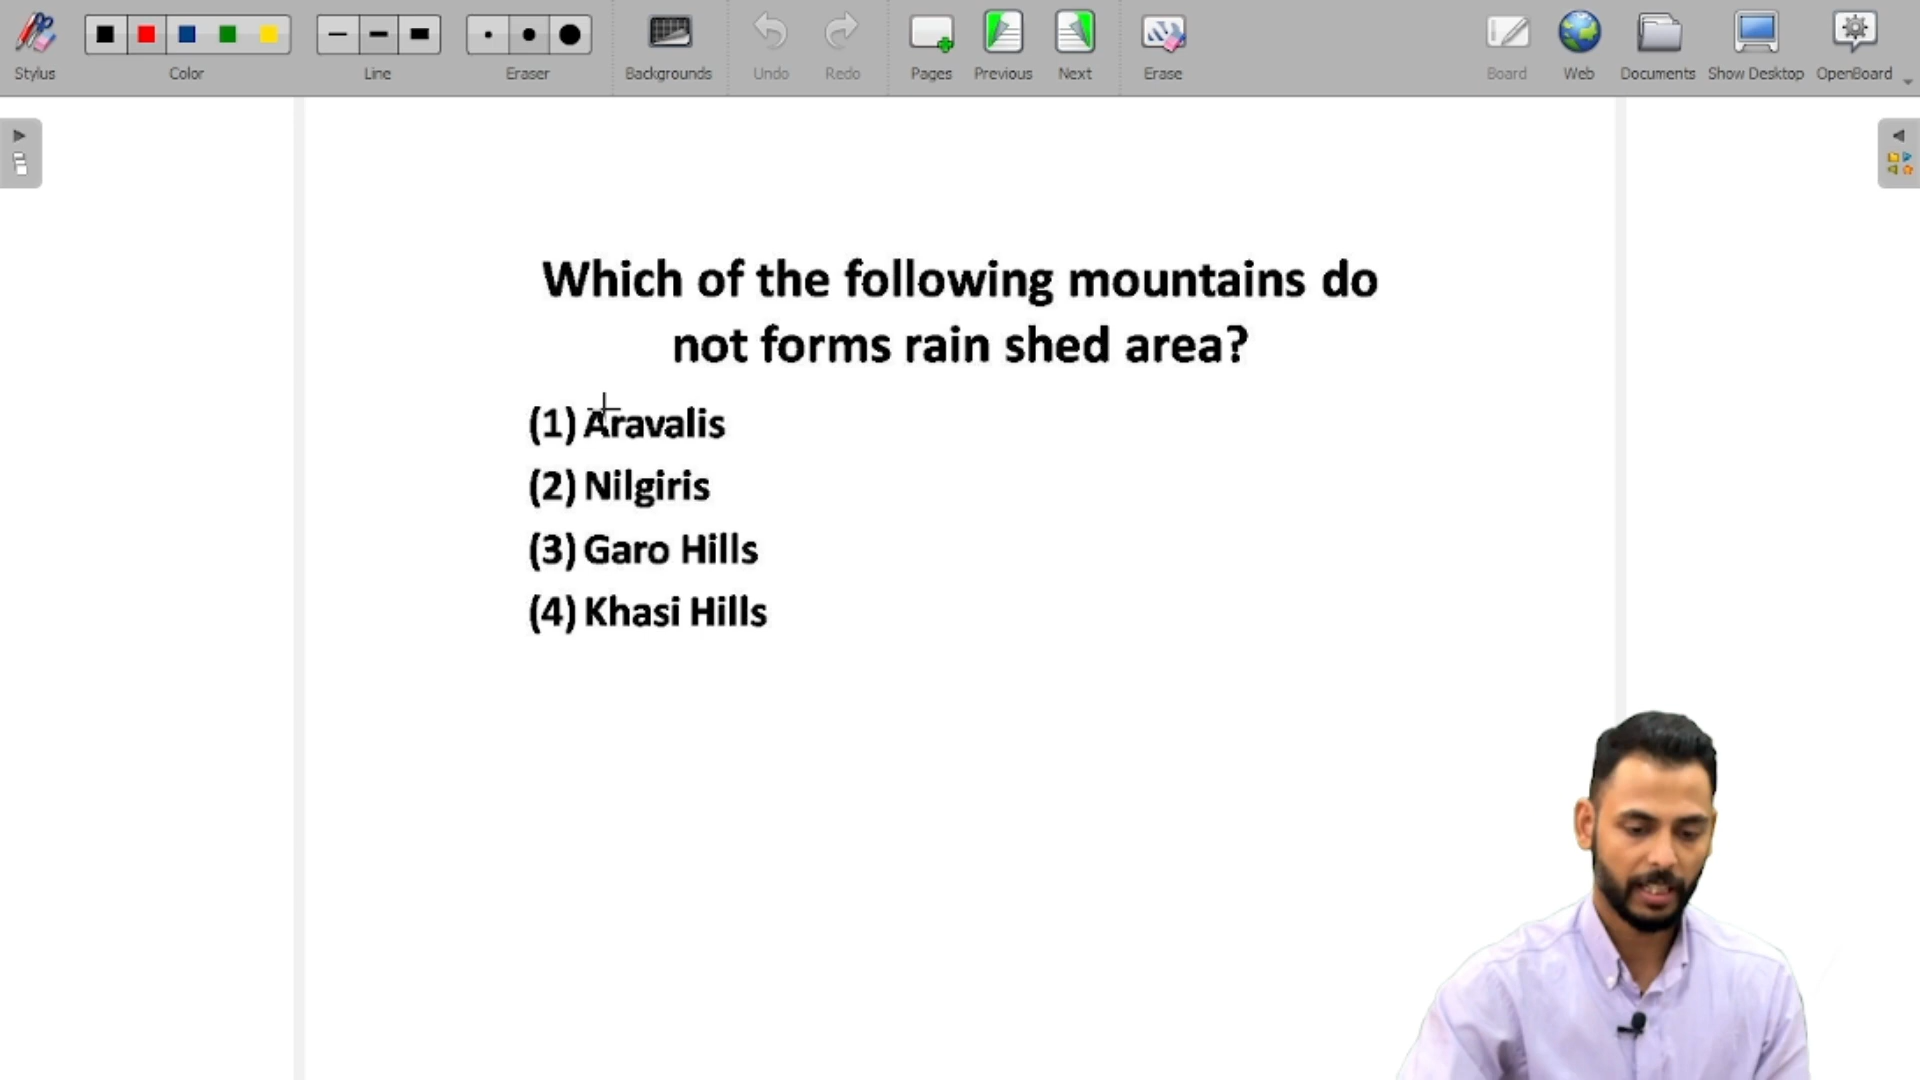 Stylus
Color
Line
Eraser
Backgrounds
Undo
Redo
Pages
Previous
Next
Erase
Board
Web
Documents
Show Desktop
OpenBoard
Which of the following mountains do
not forms rain shed area?
(1) Aravalis
(2) Nilgiris
(3) Garo Hills
(4) Khasi Hills